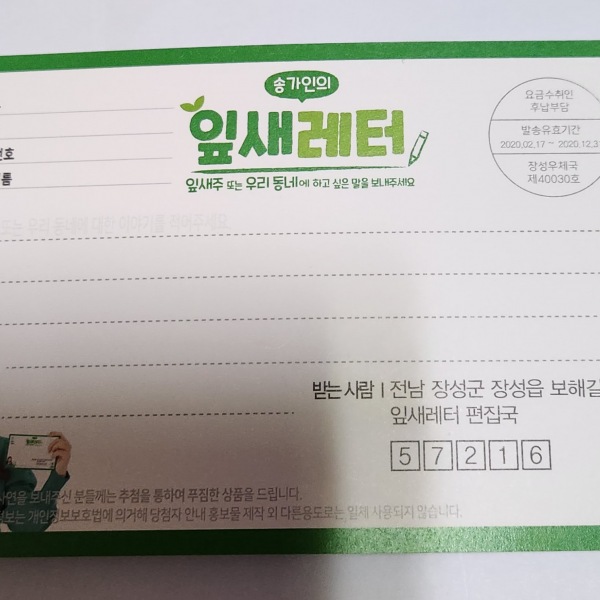 송가인의
잎새레터
잎새주 또는 우리 동네에 하고 싶은 말을 보내주세요
요금수취인
후납부담
발송유효기간
2020.02.17 ~ 2020.12.3
장성우체국
제40030호
받는사람 | 전남 장성군 장성읍 보해길
잎새레터 편집국
5 7 2 1 6
사연을 보내주신 분들께는 추첨을 통하여 푸짐한 상품을 드립니다.
정보는 개인정보보호법에 의거해 당첨자 안내 홍보물 제작 외 다른용도로는 일체 사용되지 않습니다.